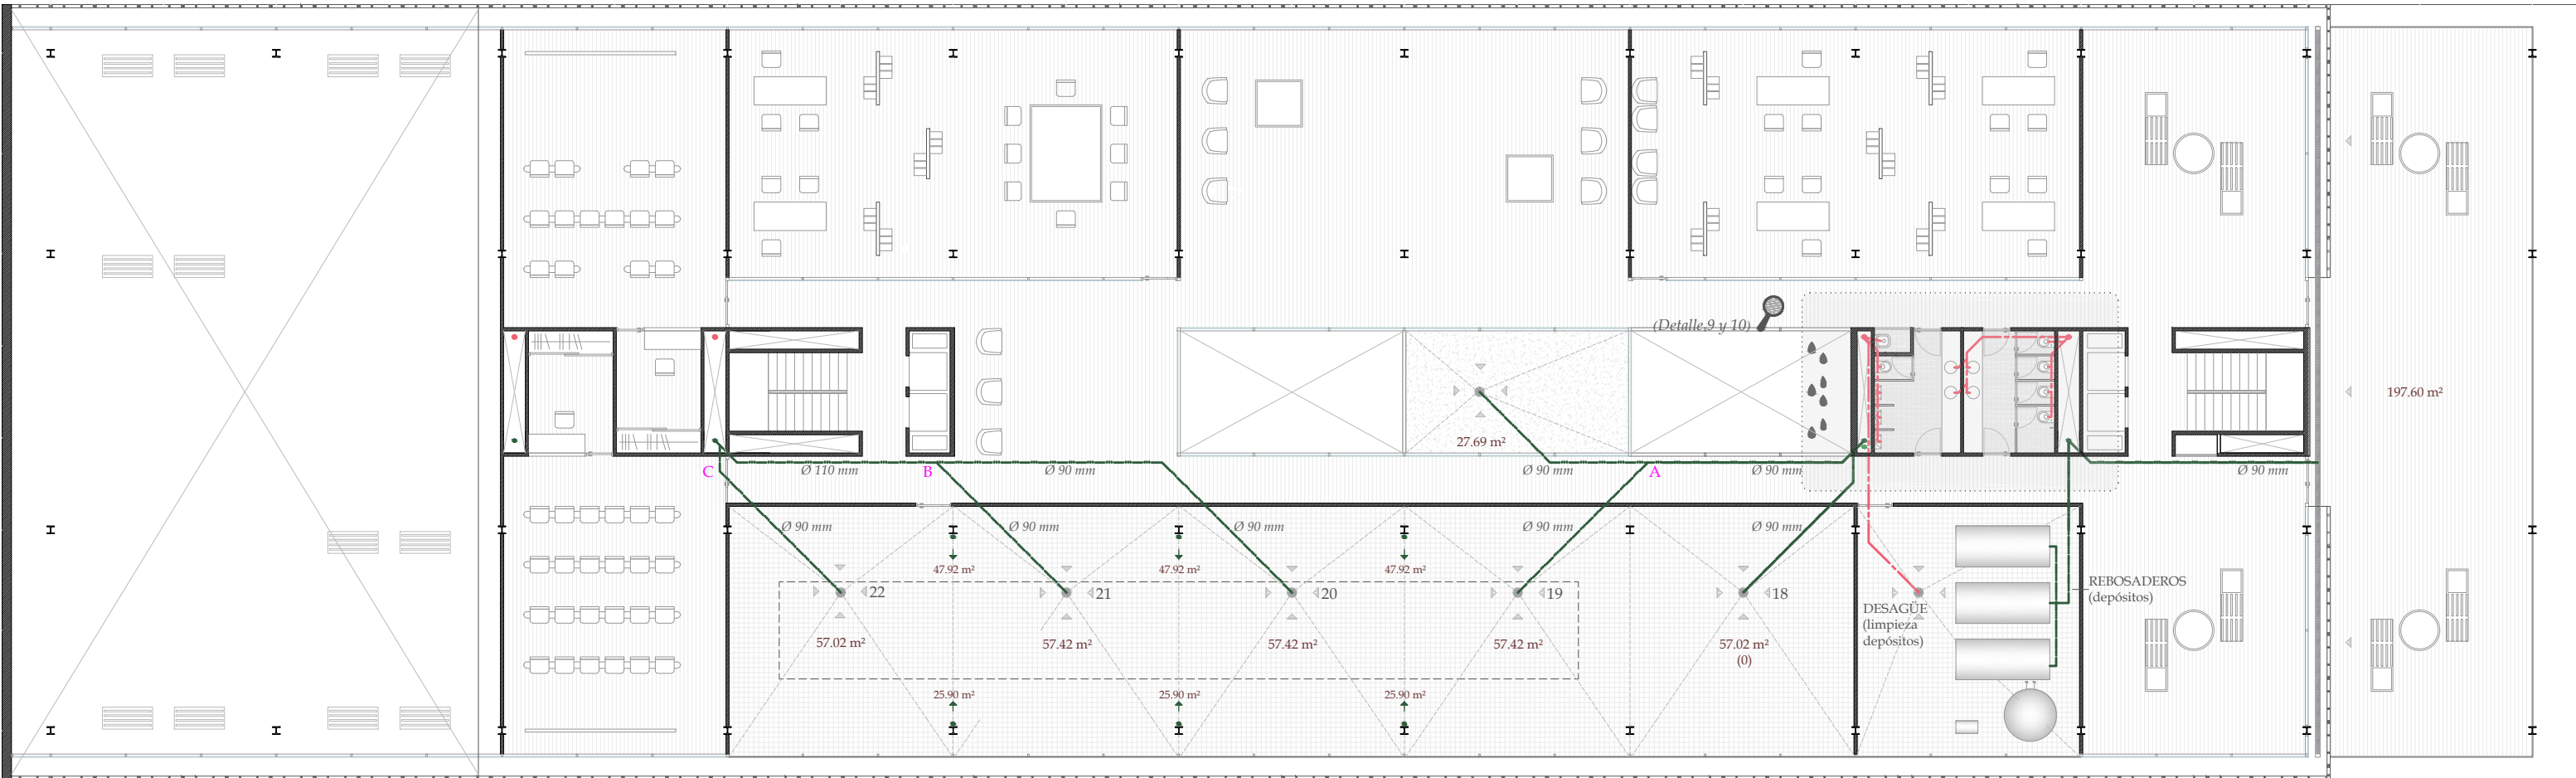 (Detalle,9 y 10)
27.69 m²
197.60 m²
C
Ø 110 mm
B
Ø 90 mm
Ø 90 mm
A
Ø 90 mm
Ø 90 mm
Ø 90 mm
Ø 90 mm
Ø 90 mm
Ø 90 mm
Ø 90 mm
47.92 m²
47.92 m²
47.92 m²
22
21
20
19
18
REBOSADEROS
(depósitos)
DESAGÜE
(limpieza
depósitos)
57.02 m²
57.42 m²
57.42 m²
57.42 m²
57.02 m²
(0)
25.90 m²
25.90 m²
25.90 m²